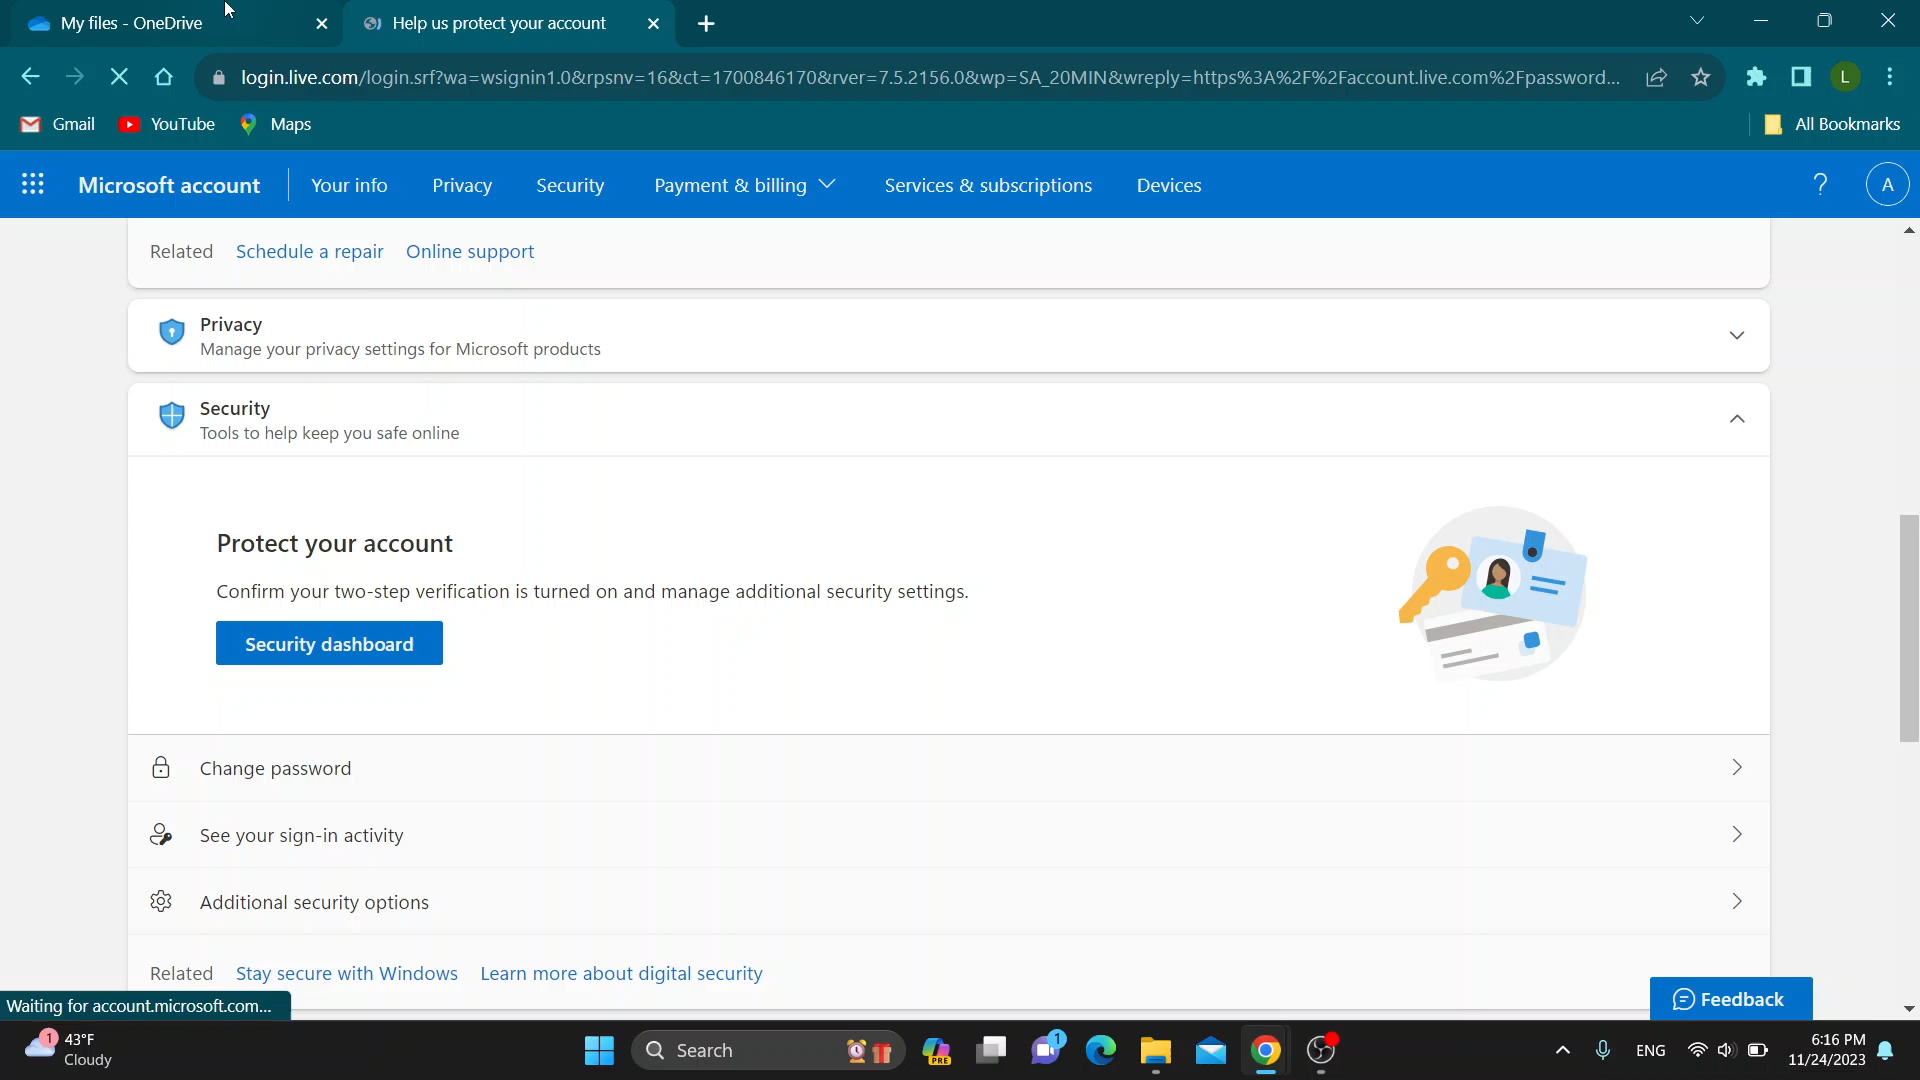 My files - OneDrive
Help us protect your account
login.live.com/login.srf?wa=wsignin1.0&rpsnv=16&ct=1700846170&rver=7.5.2156.0&wp=SA_20MIN&wreply=https%3A%2F%2Faccount.live.com%2Fpassword...
L
Gmail
YouTube
Maps
All Bookmarks
Microsoft account
Your info
Privacy
Security
Payment & billing
Services & subscriptions
Devices
?
A
Related Schedule a repair Online support
Privacy
Manage your privacy settings for Microsoft products
Security
Tools to help keep you safe online
Protect your account
Confirm your two-step verification is turned on and manage additional security settings.
Security dashboard
Change password
See your sign-in activity
Additional security options
Related Stay secure with Windows Learn more about digital security
Waiting for account.microsoft.com...
Feedback
1
43°F
Cloudy
Search
PRE
1
ENG
6:16 PM
11/24/2023